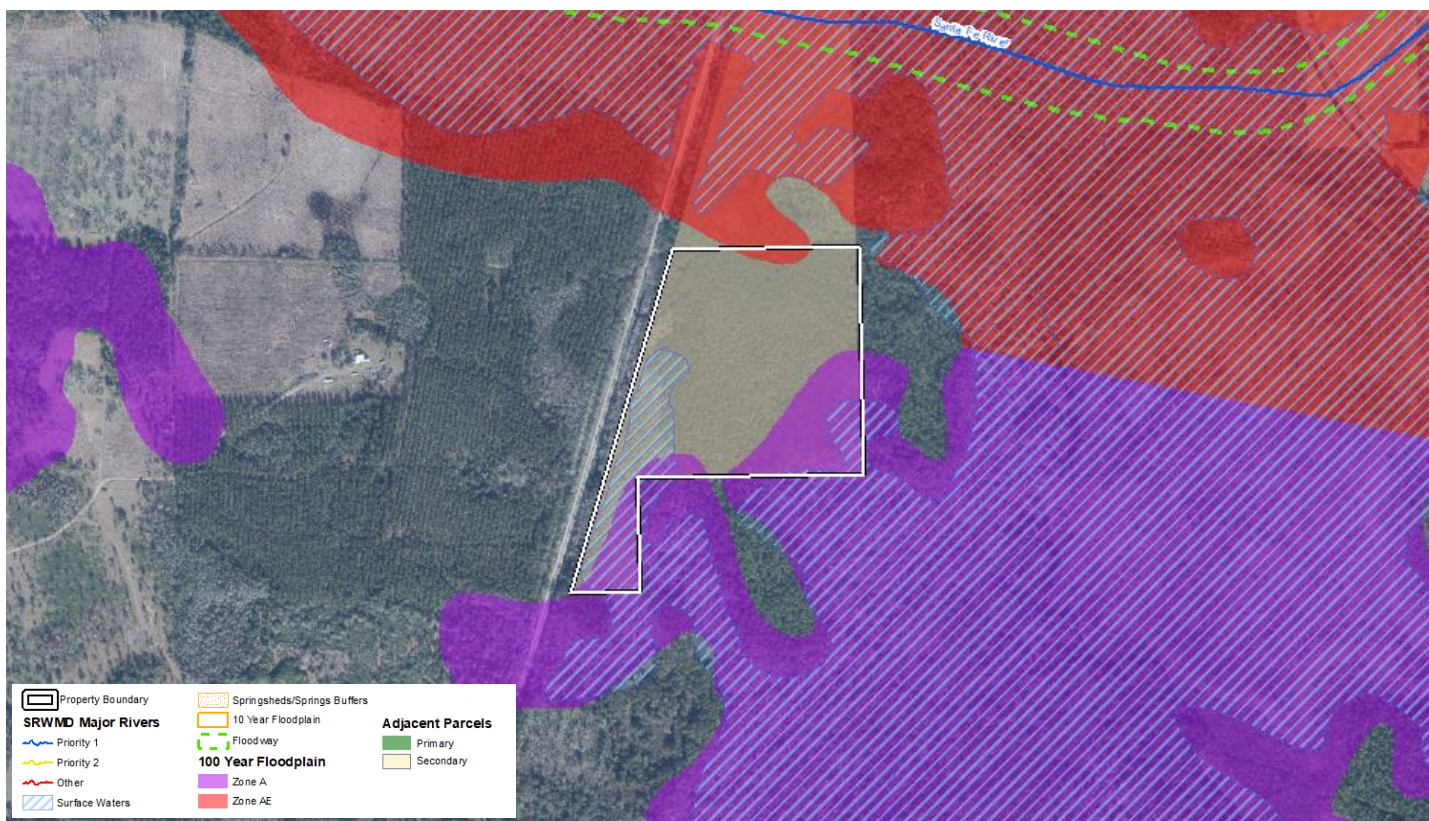 Santa Fe River
Property Boundary
SRWMD Major Rivers
Priority 1
Priority 2
Other
Surface Waters
Springsheds/Springs Buffers
10 Year Floodplain
Floodway
100 Year Floodplain
Zone A
Zone AE
Adjacent Parcels
Primary
Secondary